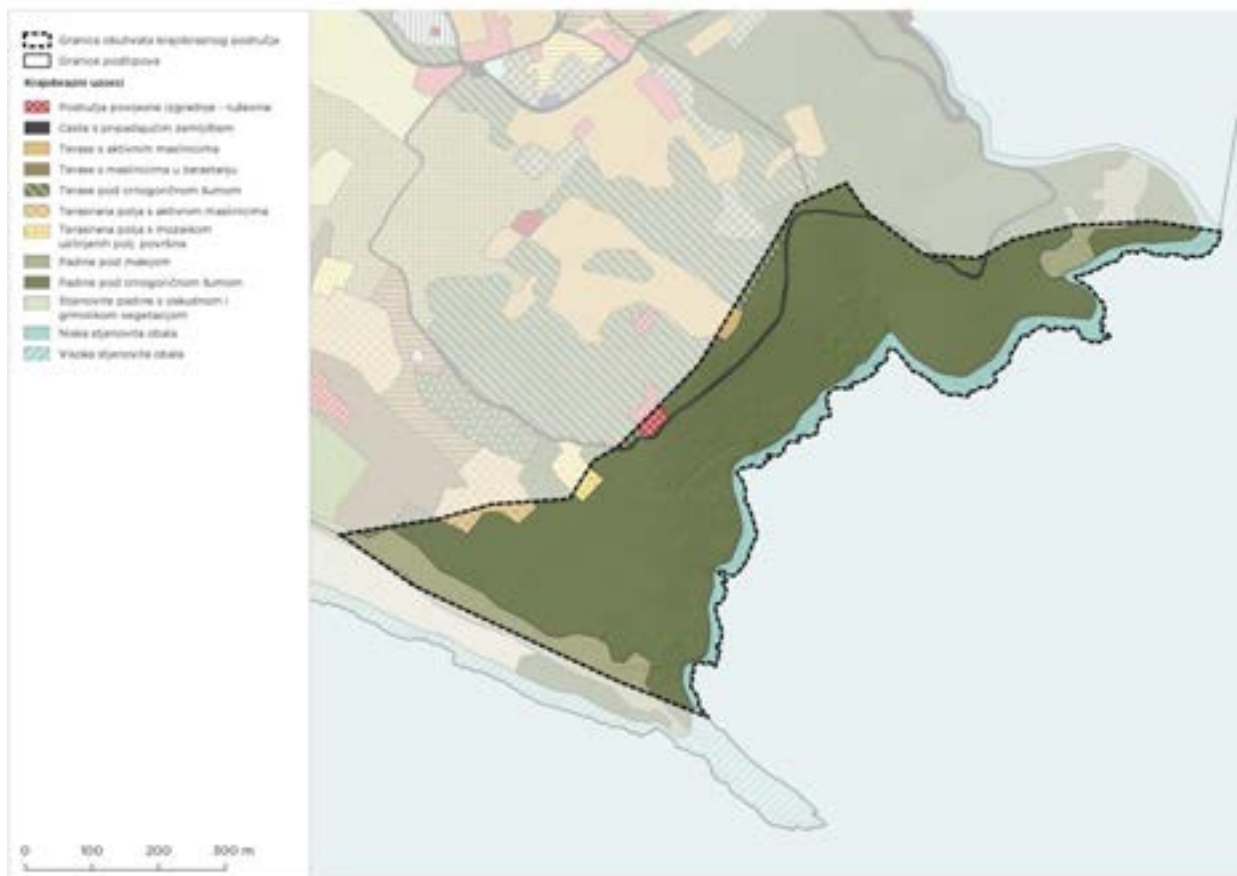 Granica obuhvata krajobraznog područja
Granice podtipova
Krajobrazni uzorci
Područja povijesne izgradnje - ruševine
Cesta s pripadajućim zemljištem
Terase s aktivnim maslinicima
Terase s maslinicima u zarastanju
Terase pod crnogoričnom šumom
Terasirana polja s aktivnim maslinicima
Terasirana polja s mozaikom
usitnjenih polj. površina
Padine pod makijom
Padine pod crnogoričnom šumom
Stjenovite padine s oskudnom i
grmolikom vegetacijom
Niska stjenovita obala
Visoka stjenovita obala
0 100 200 300 m